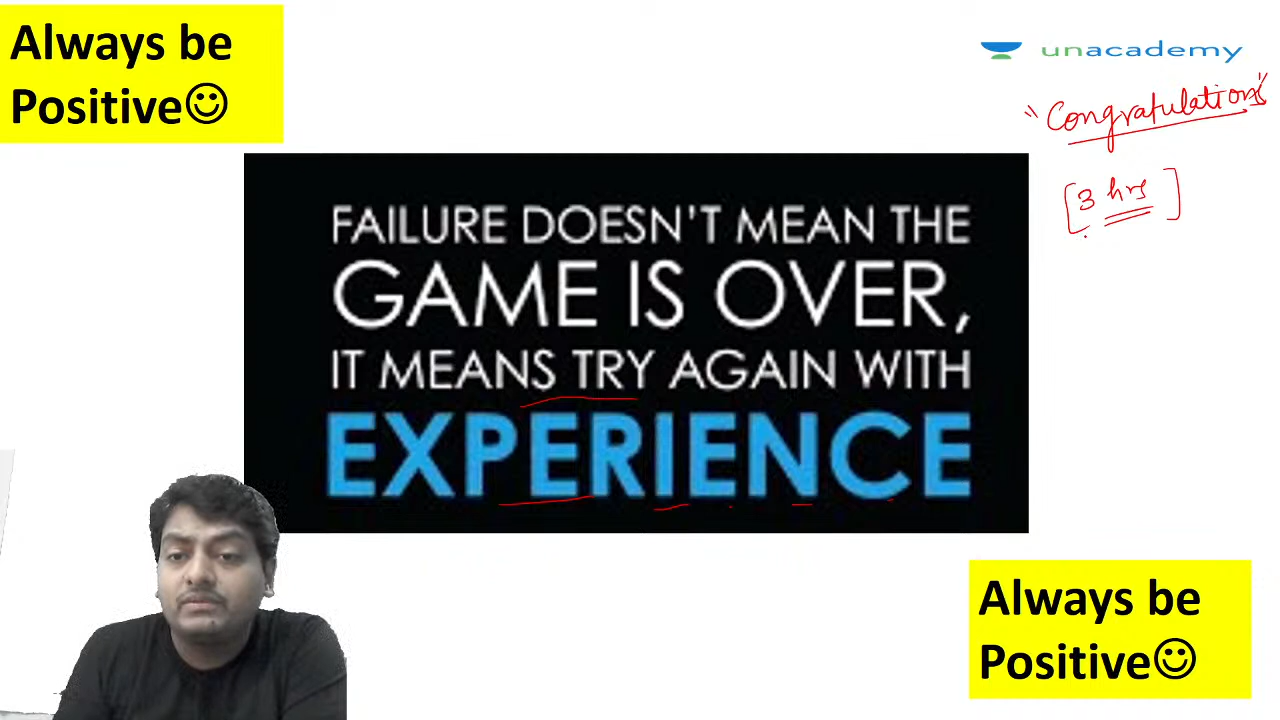 Always be
Positive☺
unacademy
"Congratulations"
[3 hrs]
FAILURE DOESN'T MEAN THE
GAME IS OVER,
IT MEANS TRY AGAIN WITH
EXPERIENCE
Always be
Positive☺